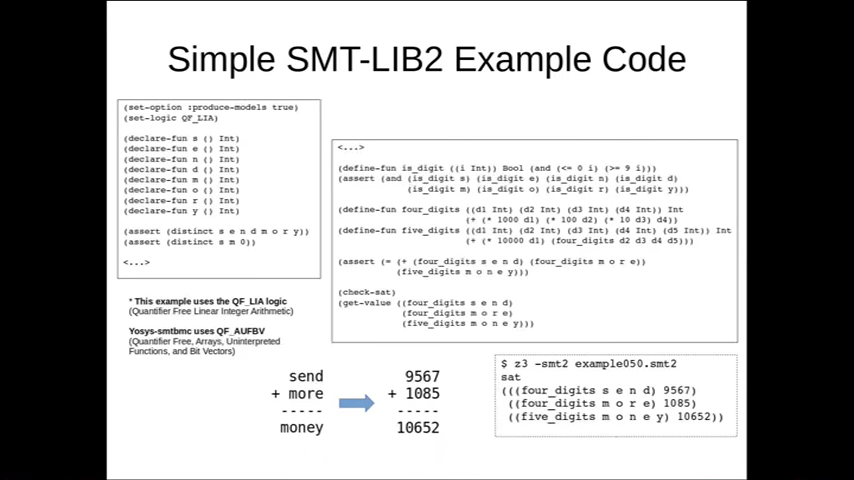 Simple SMT-LIB2 Example Code
(set-option :produce-models true)
(set-logic QF_LIA)
(declare-fun s () Int)
(declare-fun e () Int)
(declare-fun n () Int)
(declare-fun d () Int)
(declare-fun m () Int)
(declare-fun o () Int)
(declare-fun r () Int)
(declare-fun y () Int)
(assert (distinct s e n d m o r y))
(assert (distinct s m 0))
<...>
<...>
(define-fun is_digit ((i Int)) Bool (and (<= 0 i) (>= 9 i)))
(assert (and (is_digit s) (is_digit e) (is_digit n) (is_digit d)
(is_digit m) (is_digit o) (is_digit r) (is_digit y)))
(define-fun four_digits ((d1 Int) (d2 Int) (d3 Int) (d4 Int)) Int
(+ (* 1000 d1) (* 100 d2) (* 10 d3) d4))
(define-fun five_digits ((d1 Int) (d2 Int) (d3 Int) (d4 Int) (d5 Int)) Int
(+ (* 10000 d1) (four_digits d2 d3 d4 d5)))
(assert (= (+ (four_digits s e n d) (four_digits m o r e))
(five_digits m o n e y)))
(check-sat)
(get-value ((four_digits s e n d)
(four_digits m o r e)
(five_digits m o n e y)))
* This example uses the QF_LIA logic
(Quantifier Free Linear Integer Arithmetic)
Yosys-smtbmc uses QF_AUFBV
(Quantifier Free, Arrays, Uninterpreted
Functions, and Bit Vectors)
send
+ more
-----
money
9567
+ 1085
-----
10652
$ z3 -smt2 example050.smt2
sat
(((four_digits s e n d) 9567)
((four_digits m o r e) 1085)
((five_digits m o n e y) 10652))